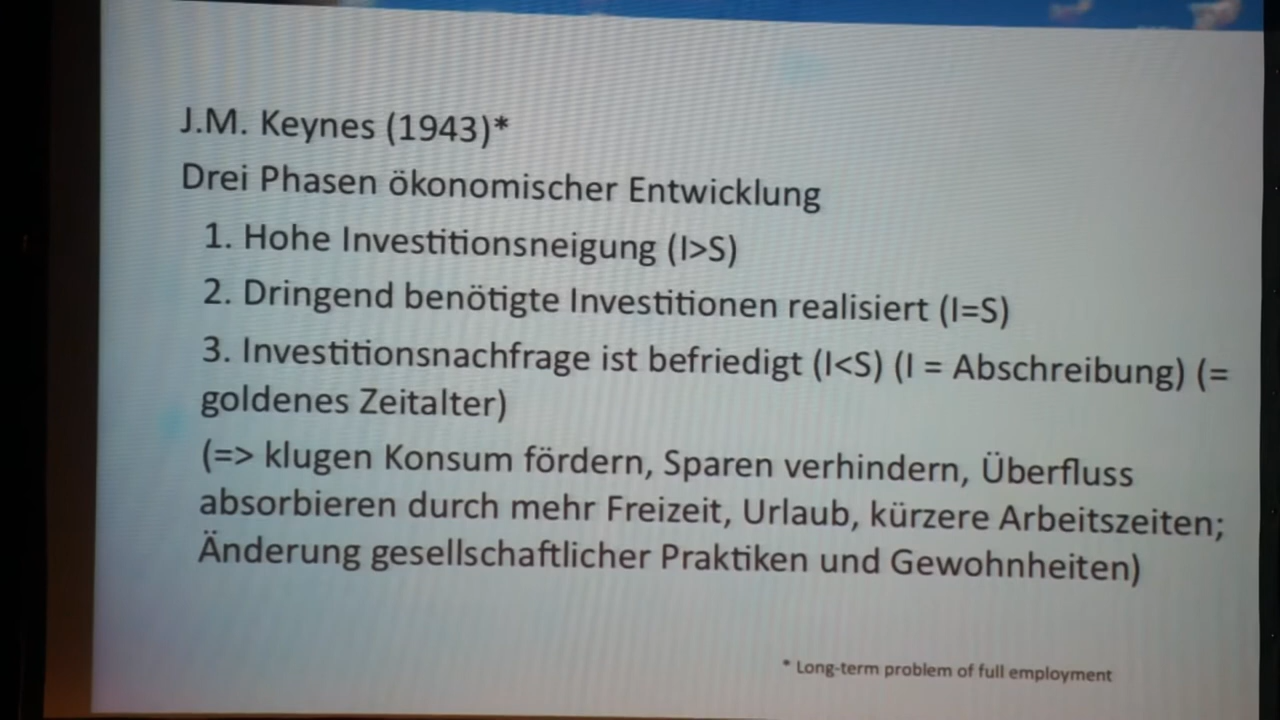 J.M. Keynes (1943)*
Drei Phasen ökonomischer Entwicklung
1. Hohe Investitionsneigung (I>S)
2. Dringend benötigte Investitionen realisiert (I=S)
3. Investitionsnachfrage ist befriedigt (I<S) (I = Abschreibung) (=
goldenes Zeitalter)
(=> klugen Konsum fördern, Sparen verhindern, Überfluss
absorbieren durch mehr Freizeit, Urlaub, kürzere Arbeitszeiten;
Änderung gesellschaftlicher Praktiken und Gewohnheiten)
* Long-term problem of full employment